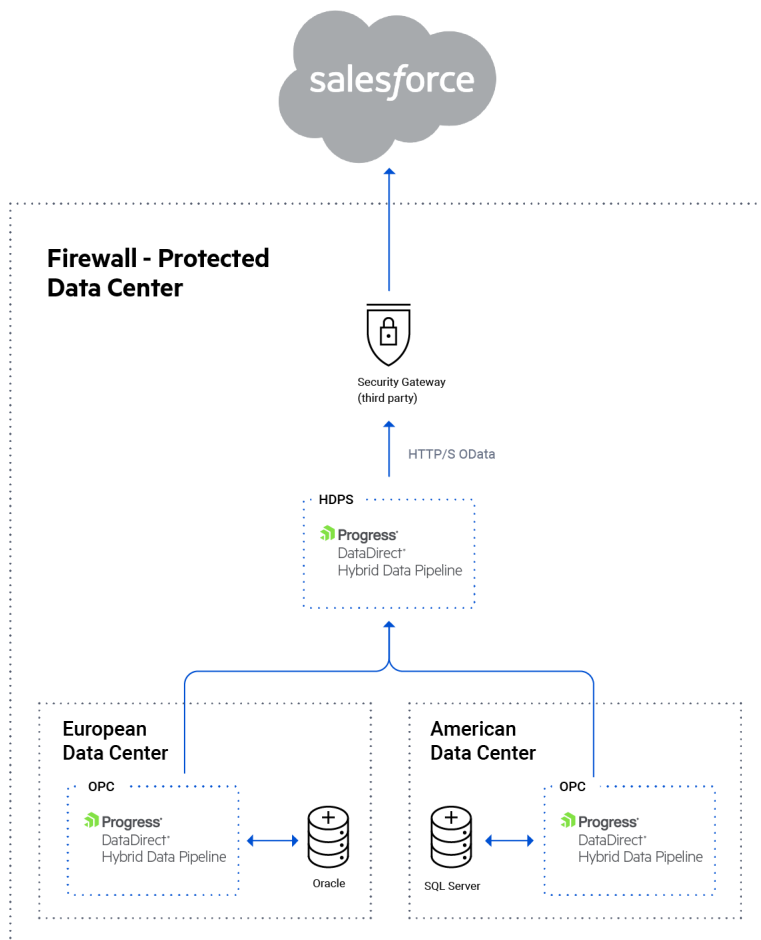 salesforce
Firewall - Protected
Data Center
Security Gateway
(third party)
HTTP/S OData
HDPS
Progress®
DataDirect®
Hybrid Data Pipeline
European
Data Center
OPC
Progress®
DataDirect®
Hybrid Data Pipeline
Oracle
American
Data Center
SQL Server
OPC
Progress®
DataDirect®
Hybrid Data Pipeline